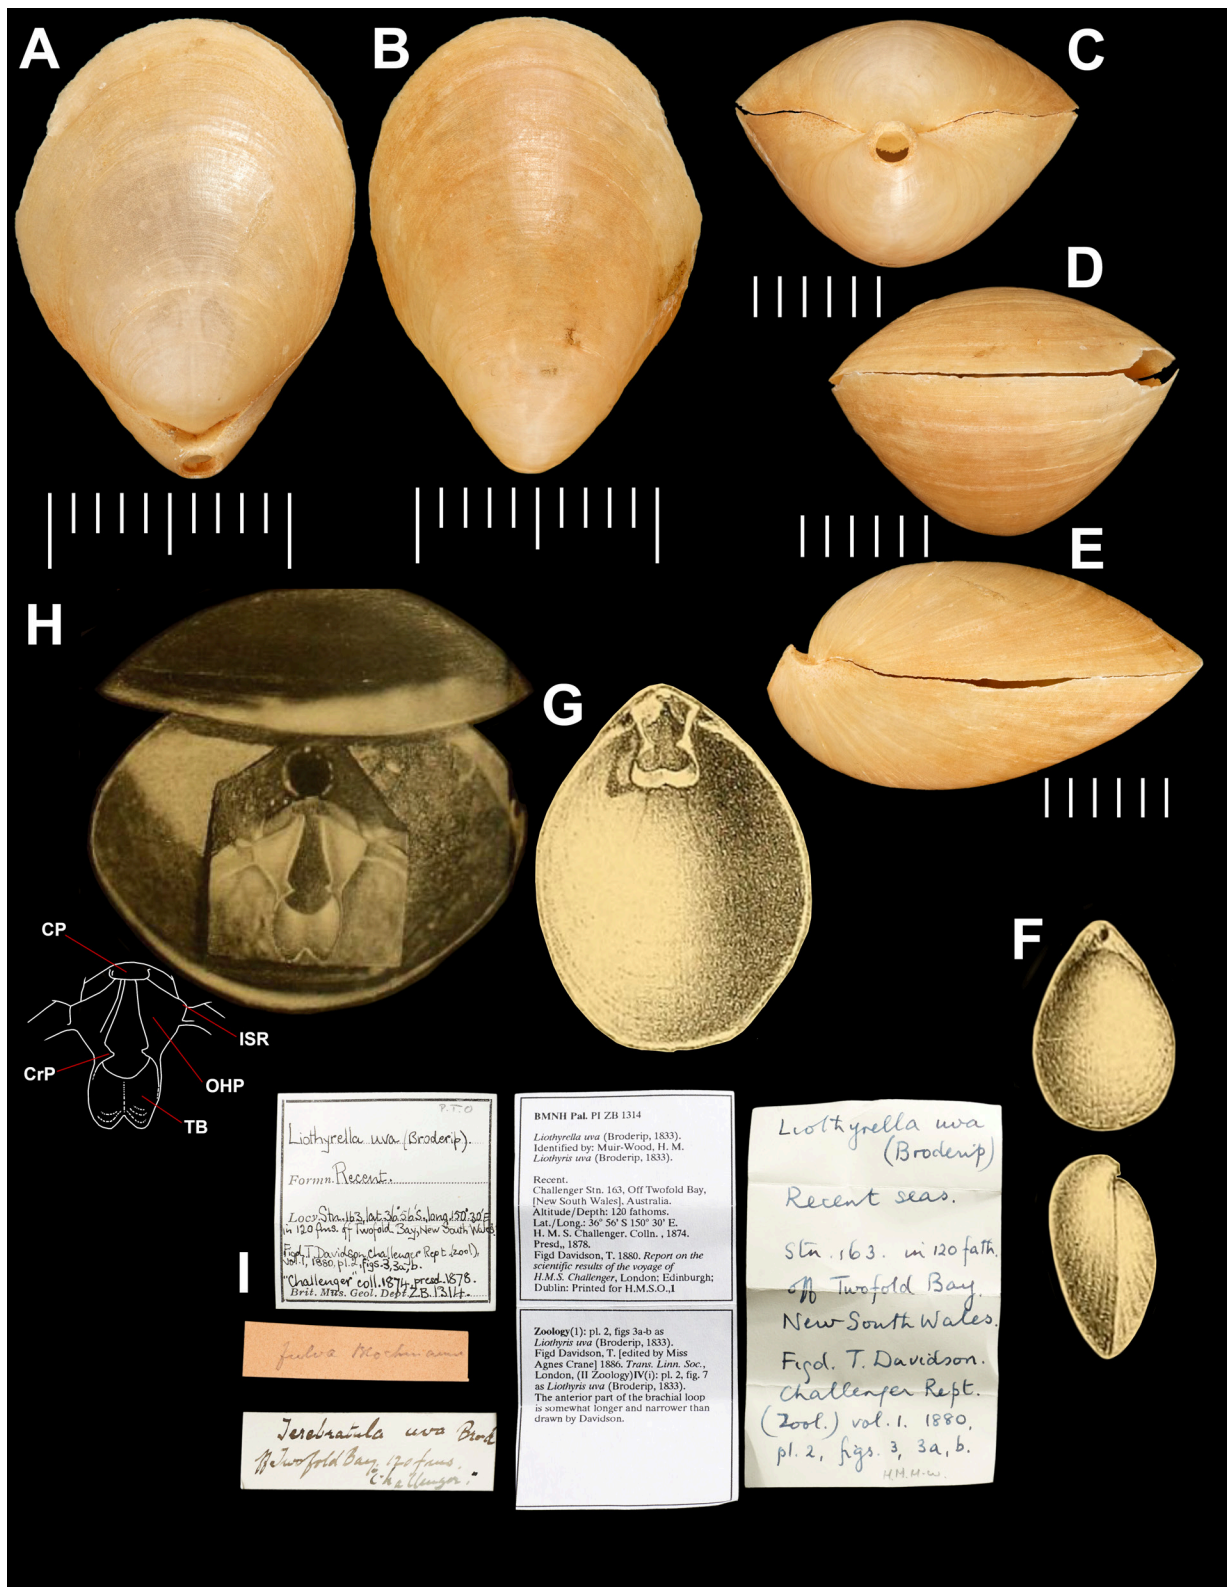 A
B
C
D
E
H
G
F
CP
ISR
CrP
OHP
TB
I
P.T.O
Liothyrella uva (Broderip).
Formn. Recent.
Locy. Stn. 163, lat. 36° 56' S, long. 150° 30' E
in 120 fms. off Twofold Bay, New South Wales.
Figd. T. Davidson, Challenger Rept. (Zool),
vol. 1, 1880, pl. 2, figs. 3, 3a, b.
"Challenger" coll. 1874, presd. 1878.
Brit. Mus. Geol. Dept. ZB. 1314.
fulva
Terebratula uva Brod
off Twofold Bay, 120 fms.
"Challenger."
BMNH Pal. PI ZB 1314
Liothyrella uva (Broderip, 1833).
Identified by: Muir-Wood, H. M.
Liothyris uva (Broderip, 1833).
Recent.
Challenger Stn. 163, Off Twofold Bay,
[New South Wales]. Australia.
Altitude/Depth: 120 fathoms.
Lat./Long.: 36° 56' S 150° 30' E.
H. M. S. Challenger. Colln. , 1874.
Presd,, 1878.
Figd Davidson, T. 1880. Report on the
scientific results of the voyage of
H.M.S. Challenger, London; Edinburgh;
Dublin: Printed for H.M.S.O.,1
Zoology(1): pl. 2, figs 3a-b as
Liothyris uva (Broderip, 1833).
Figd Davidson, T. [edited by Miss
Agnes Crane] 1886. Trans. Linn. Soc.,
London, (II Zoology)IV(i): pl. 2, fig. 7
as Liothyris uva (Broderip, 1833).
The anterior part of the brachial loop
is somewhat longer and narrower than
drawn by Davidson.
Liothyrella uva
(Broderip)
Recent seas.
Stn. 163. in 120 fath.
off Twofold Bay.
New South Wales.
Figd. T. Davidson.
Challenger Rept.
(Zool.) vol. 1. 1880,
pl. 2, figs. 3, 3a, b.
H.M.M-W.